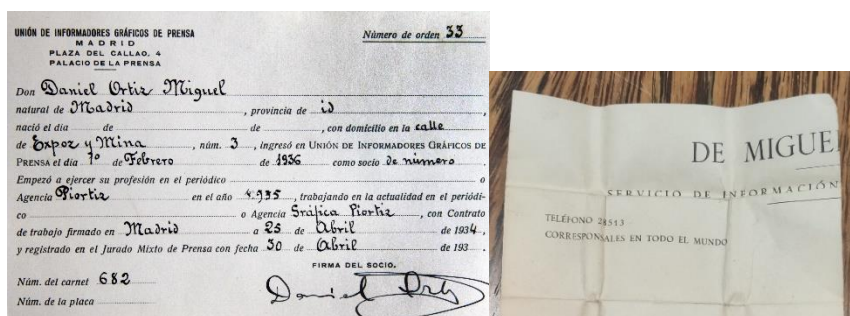 UNIÓN DE INFORMADORES GRÁFICOS DE PRENSA
MADRID
PLAZA DEL CALLAO, 4
PALACIO DE LA PRENSA
Número de orden 33
Don Daniel Ortiz Miguel
natural de Madrid, provincia de id,
nació el día de de, con domicilio en la calle
de Expoz y Mina, núm. 3, ingresó en UNIÓN DE INFORMADORES GRÁFICOS DE
PRENSA el día 1º de Febrero de 1936 como socio de número.
Empezó a ejercer su profesión en el periódico o
Agencia Piortiz en el año 1.935, trabajando en la actualidad en el periódi-
co o Agencia Gráfica Piortiz, con Contrato
de trabajo firmado en Madrid a 25 de Abril de 1934,
y registrado en el Jurado Mixto de Prensa con fecha 30 de Abril de 193.
FIRMA DEL SOCIO.
Núm. del carnet 682
Daniel Ortiz
Núm. de la placa
DE MIGUE
SERVICIO DE INFORMACIÓN
TELÉFONO 28513
CORRESPONSALES EN TODO EL MUNDO